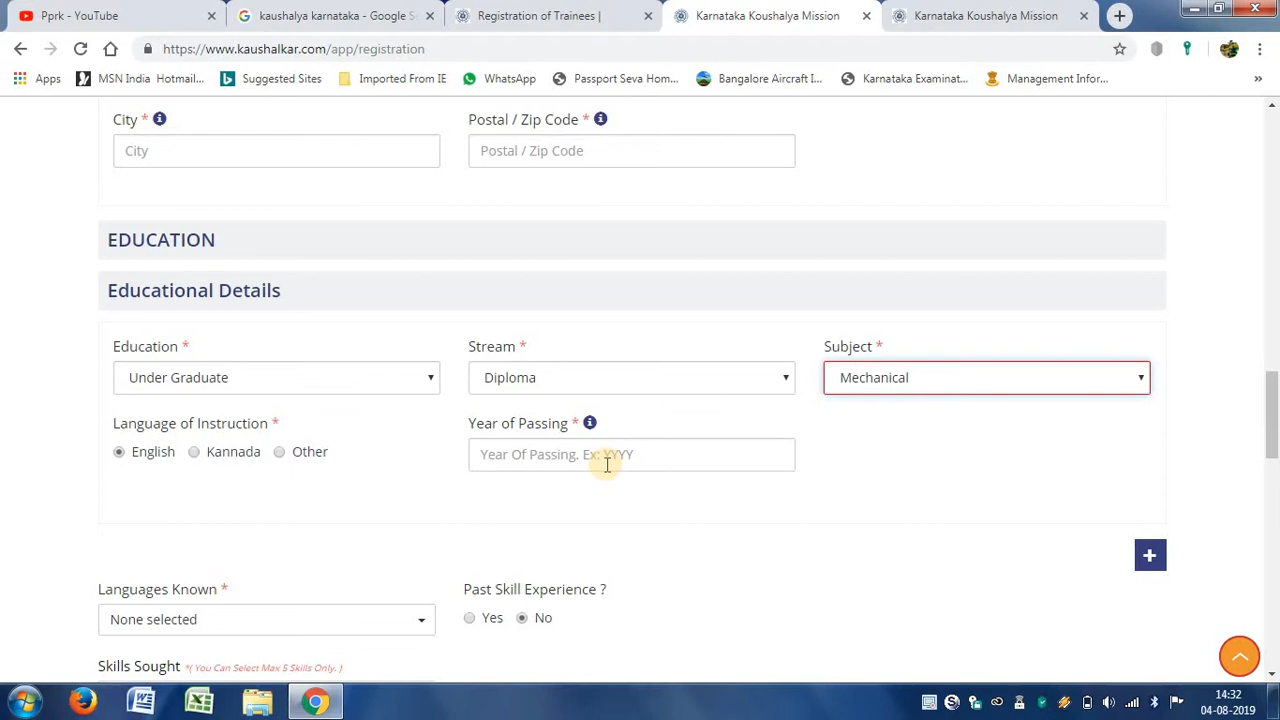 Pprk - YouTube
kaushalya karnataka - Google S
Registration of Trainees |
Karnataka Koushalya Mission
Karnataka Koushalya Mission
https://www.kaushalkar.com/app/registration
Apps
MSN India Hotmail...
Suggested Sites
Imported From IE
WhatsApp
Passport Seva Hom...
Bangalore Aircraft I...
Karnataka Examinat...
Management Infor...
»
City *
Postal / Zip Code *
City
Postal / Zip Code
EDUCATION
Educational Details
Education *
Stream *
Subject *
Under Graduate
Diploma
Mechanical
Language of Instruction *
Year of Passing *
English
Kannada
Other
Year Of Passing. Ex: YYYY
+
Languages Known *
Past Skill Experience ?
None selected
Yes
No
Skills Sought *( You Can Select Max 5 Skills Only. )
14:32
04-08-2019